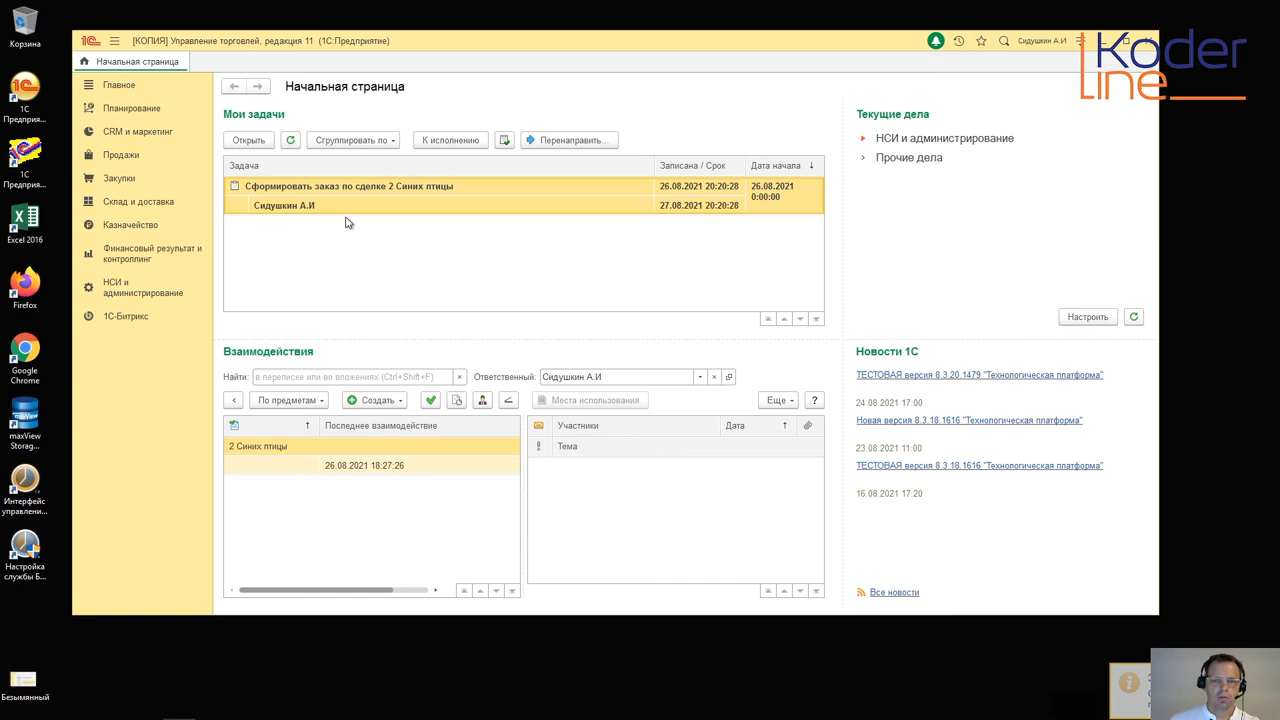 Корзина
1С
Предприя...
1С
Предприя...
Excel 2016
Firefox
Google
Chrome
maxView
Storag...
Интерфейс
управлени...
Настройка
службы Б...
Безымянный
[КОПИЯ] Управление торговлей, редакция 11 (1С:Предприятие)
Сидушкин А.И
Koder
Line
Начальная страница
Главное
Планирование
CRM и маркетинг
Продажи
Закупки
Склад и доставка
Казначейство
Финансовый результат и
контроллинг
НСИ и
администрирование
1С-Битрикс
Начальная страница
Мои задачи
Открыть
Сгруппировать по
К исполнению
Перенаправить...
Задача
Записана / Срок
Дата начала
Сформировать заказ по сделке 2 Синих птицы
26.08.2021 20:20:28
26.08.2021
0:00:00
Сидушкин А.И
27.08.2021 20:20:28
Текущие дела
НСИ и администрирование
Прочие дела
Настроить
Взаимодействия
Найти:
в переписке или во вложениях (Ctrl+Shift+F)
Ответственный:
Сидушкин А.И
По предметам
Создать
Места использования
Еще
?
Последнее взаимодействие
2 Синих птицы
26.08.2021 18:27:26
Участники
Дата
Тема
Новости 1С
ТЕСТОВАЯ версия 8.3.20.1479 "Технологическая платформа"
24.08.2021 17:00
Новая версия 8.3.18.1616 "Технологическая платформа"
23.08.2021 11:00
ТЕСТОВАЯ версия 8.3.18.1616 "Технологическая платформа"
16.08.2021 17:20
Все новости